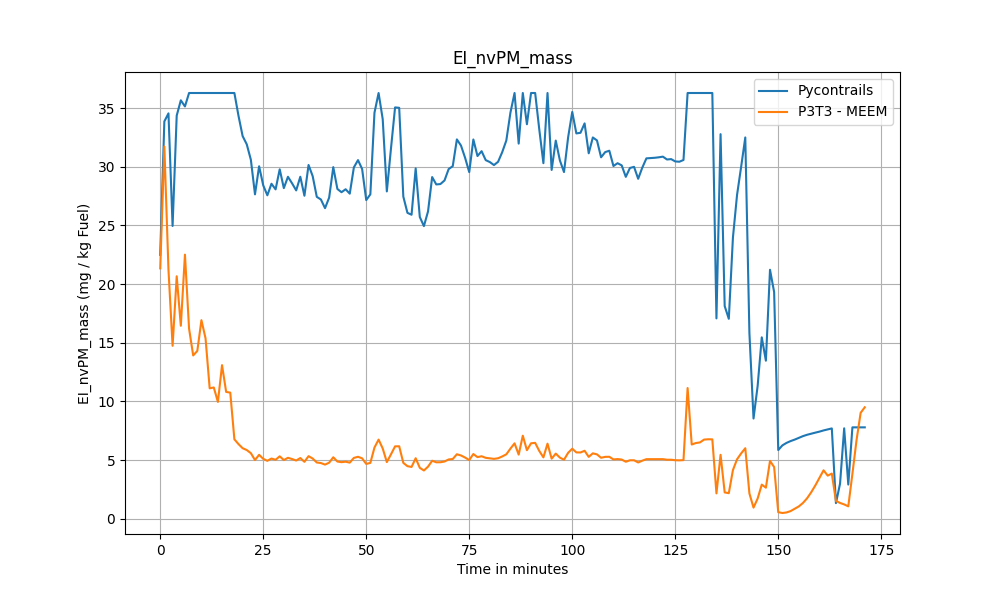 EI_nvPM_mass
Pycontrails
P3T3 - MEEM
EI_nvPM_mass (mg / kg Fuel)
35
30
25
20
15
10
5
0
0 25 50 75 100 125 150 175
Time in minutes